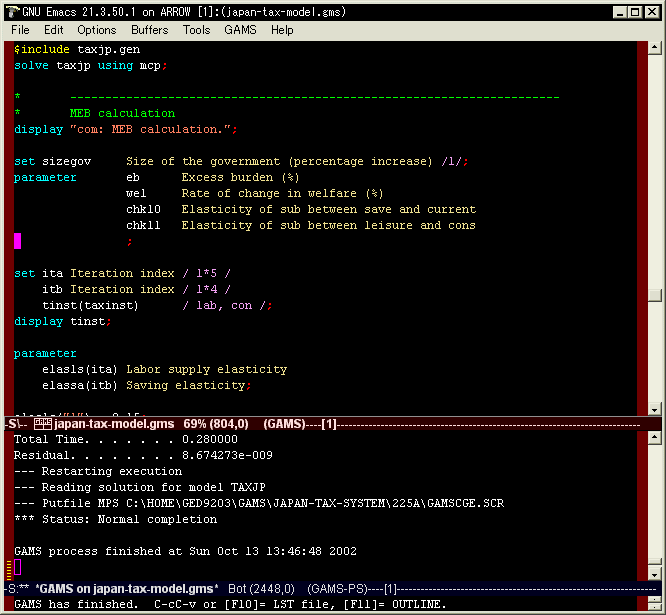 GNU Emacs 21.3.50.1 on ARROW [1]:(japan-tax-model.gms)
File Edit Options Buffers Tools GAMS Help
$include taxjp.gen
solve taxjp using mcp;
* ----------------------------------------------------------------------
* MEB calculation
display "com: MEB calculation.";
set sizegov Size of the government (percentage increase) /1/;
parameter eb Excess burden (%)
wel Rate of change in welfare (%)
chk10 Elasticity of sub between save and current
chk11 Elasticity of sub between leisure and cons
;
set ita Iteration index / 1*5 /
itb Iteration index / 1*4 /
tinst(taxinst) / lab, con /;
display tinst;
parameter
elasls(ita) Labor supply elasticity
elassa(itb) Saving elasticity;
-S\-- japan-tax-model.gms 69% (804,0) (GAMS)----[1]--------------------------------------------------
Total Time. . . . . . . . 0.280000
Residual. . . . . . . . . 8.674273e-009
--- Restarting execution
--- Reading solution for model TAXJP
--- Putfile MPS C:\HOME\GED9203\GAMS\JAPAN-TAX-SYSTEM\225A\GAMSCGE.SCR
*** Status: Normal completion
GAMS process finished at Sun Oct 13 13:46:48 2002
-S:** *GAMS on japan-tax-model.gms* Bot (2448,0) (GAMS-PS)----[1]--------------------------------------------------
GAMS has finished. C-cC-v or [F10]= LST file, [F11]= OUTLINE.